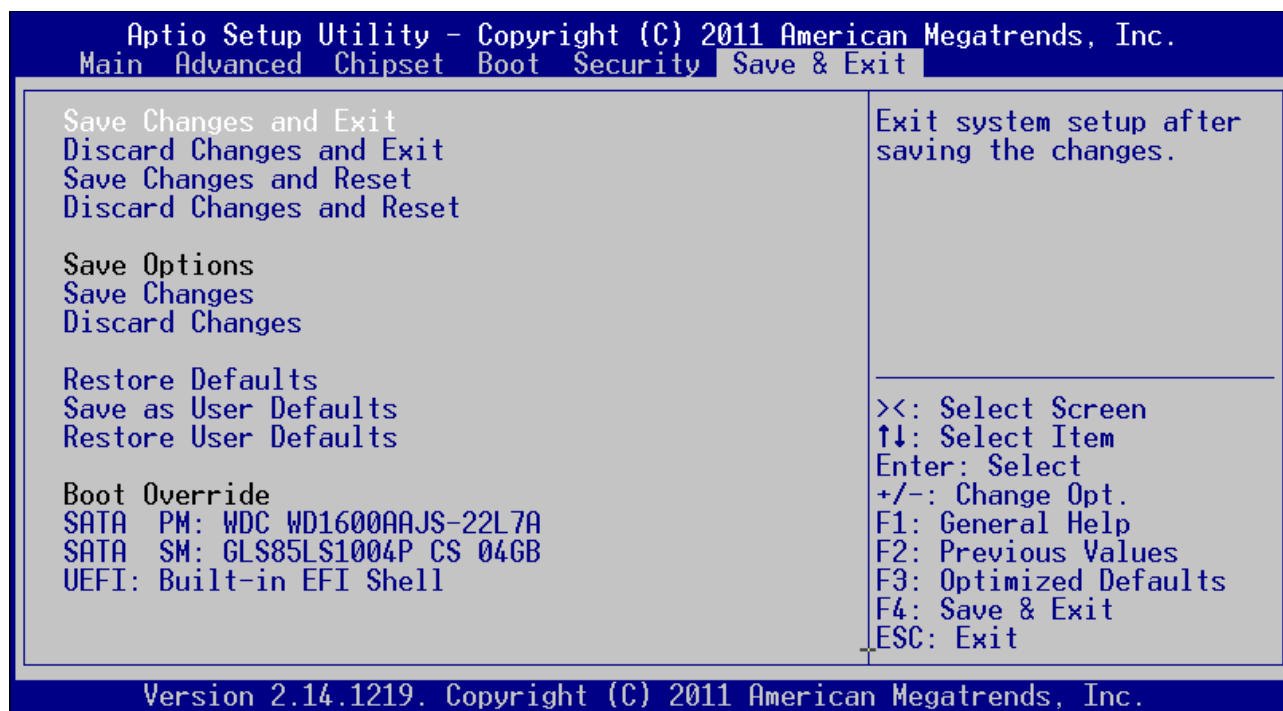 Aptio Setup Utility - Copyright (C) 2011 American Megatrends, Inc.
Main Advanced Chipset Boot Security Save & Exit
Save Changes and Exit
Discard Changes and Exit
Save Changes and Reset
Discard Changes and Reset
Save Options
Save Changes
Discard Changes
Restore Defaults
Save as User Defaults
Restore User Defaults
Boot Override
SATA PM: WDC WD1600AAJS-22L7A
SATA SM: GLS85LS1004P CS 04GB
UEFI: Built-in EFI Shell
Exit system setup after
saving the changes.
><: Select Screen
↑↓: Select Item
Enter: Select
+/-: Change Opt.
F1: General Help
F2: Previous Values
F3: Optimized Defaults
F4: Save & Exit
ESC: Exit
Version 2.14.1219. Copyright (C) 2011 American Megatrends, Inc.